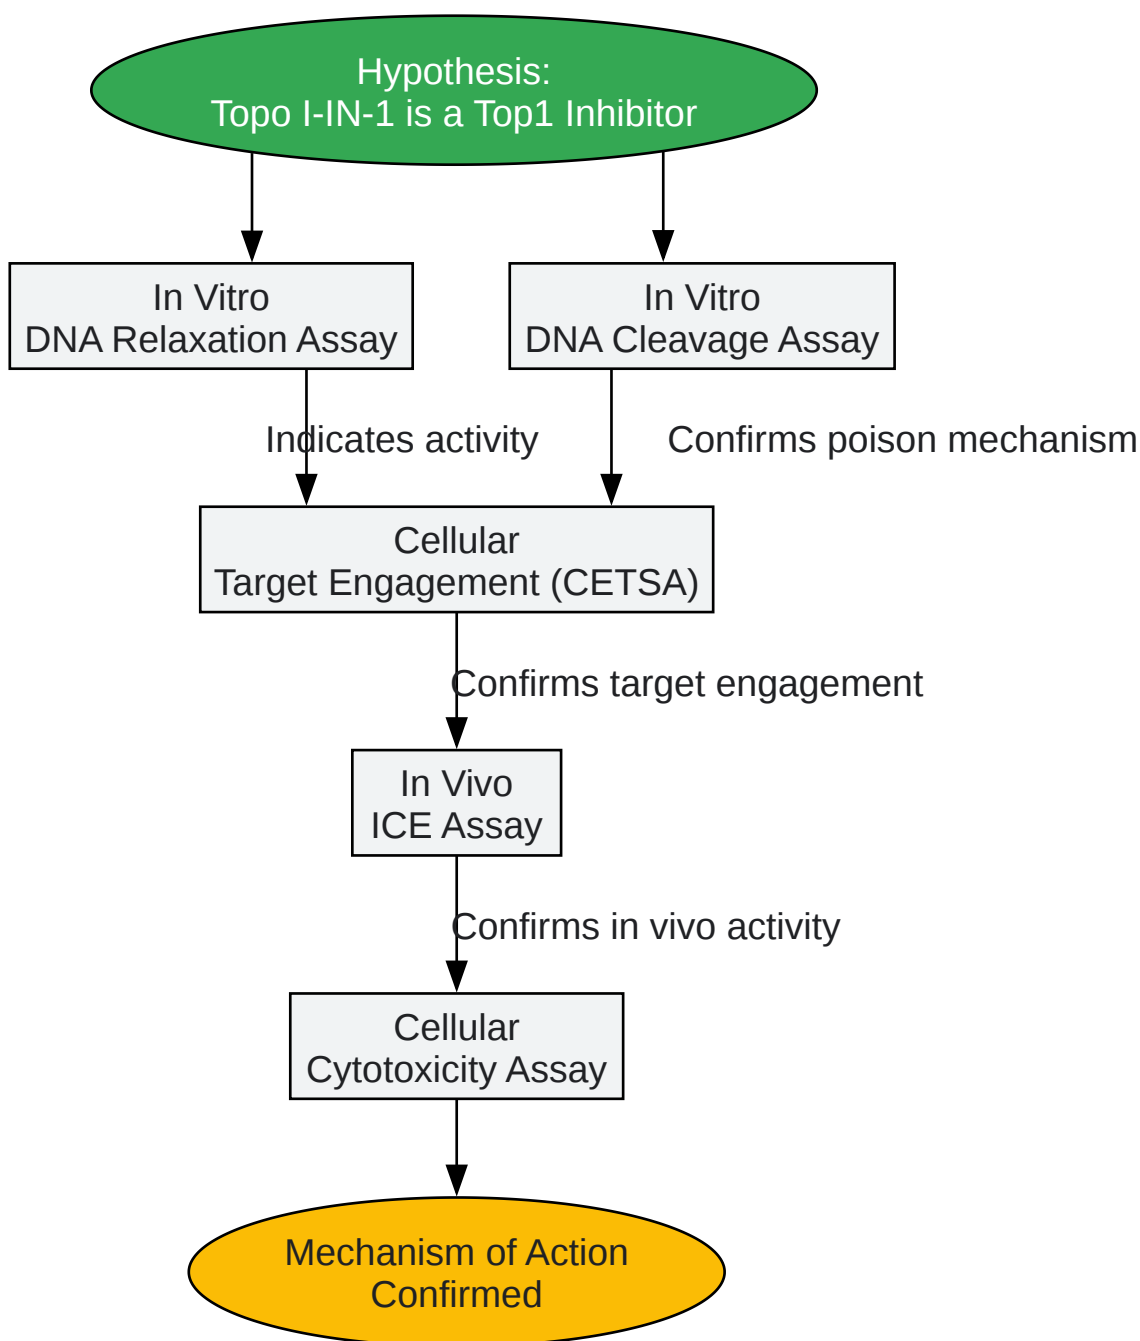 Hypothesis:
Topo I-IN-1 is a Top1 Inhibitor
In Vitro
DNA Relaxation Assay
In Vitro
DNA Cleavage Assay
Indicates activity
Confirms poison mechanism
Cellular
Target Engagement (CETSA)
Confirms target engagement
In Vivo
ICE Assay
Confirms in vivo activity
Cellular
Cytotoxicity Assay
Mechanism of Action
Confirmed